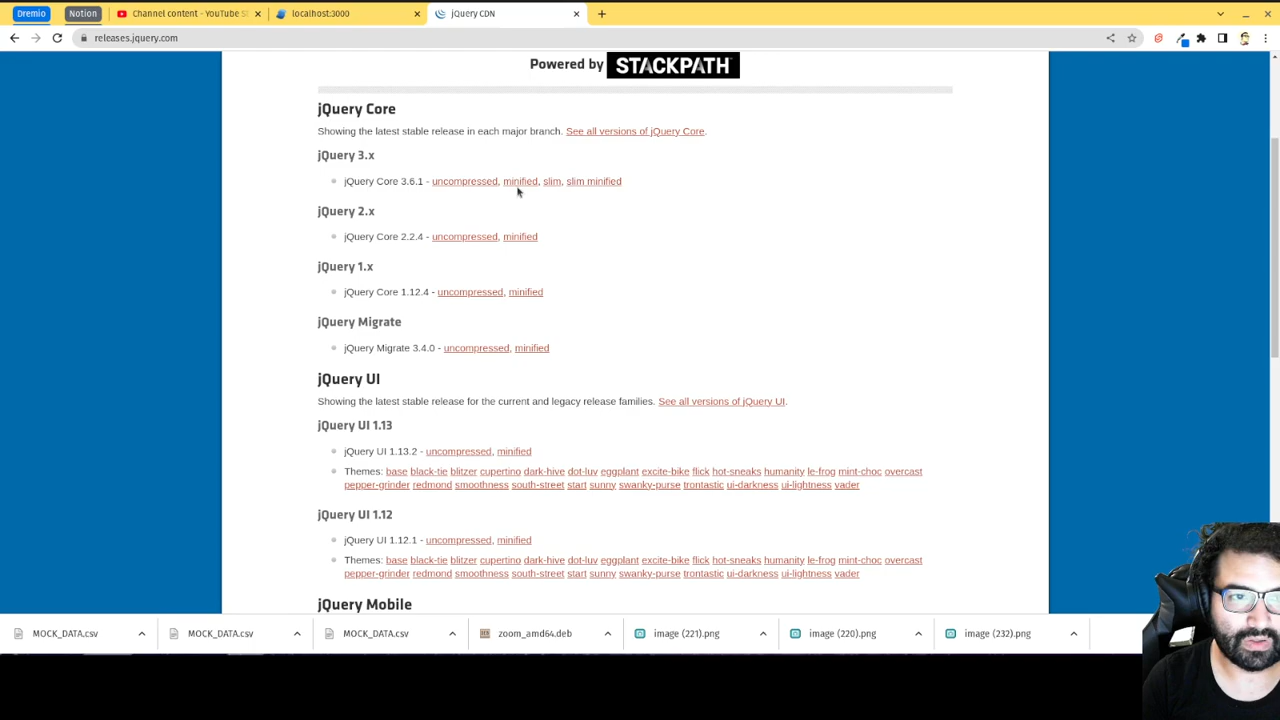 Dremio
Notion
Channel content - YouTube S
localhost:3000
jQuery CDN
releases.jquery.com
Powered by STACKPATH
jQuery Core
Showing the latest stable release in each major branch. See all versions of jQuery Core.
jQuery 3.x
jQuery Core 3.6.1 - uncompressed, minified, slim, slim minified
jQuery 2.x
jQuery Core 2.2.4 - uncompressed, minified
jQuery 1.x
jQuery Core 1.12.4 - uncompressed, minified
jQuery Migrate
jQuery Migrate 3.4.0 - uncompressed, minified
jQuery UI
Showing the latest stable release for the current and legacy release families. See all versions of jQuery UI.
jQuery UI 1.13
jQuery UI 1.13.2 - uncompressed, minified
Themes: base black-tie blitzer cupertino dark-hive dot-luv eggplant excite-bike flick hot-sneaks humanity le-frog mint-choc overcast
pepper-grinder redmond smoothness south-street start sunny swanky-purse trontastic ui-darkness ui-lightness vader
jQuery UI 1.12
jQuery UI 1.12.1 - uncompressed, minified
Themes: base black-tie blitzer cupertino dark-hive dot-luv eggplant excite-bike flick hot-sneaks humanity le-frog mint-choc overcast
pepper-grinder redmond smoothness south-street start sunny swanky-purse trontastic ui-darkness ui-lightness vader
jQuery Mobile
MOCK_DATA.csv
MOCK_DATA.csv
MOCK_DATA.csv
zoom_amd64.deb
image (221).png
image (220).png
image (232).png